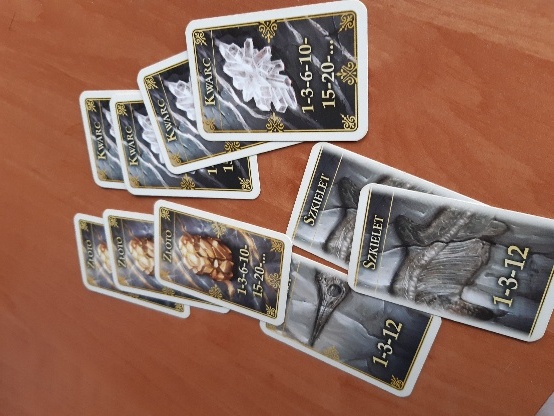 Kwarc
Kwarc
Kwarc
Kwarc
1-3-6-10-
15-20-...
Złoto
Złoto
Złoto
1-3-6-10-
15-20-...
Szkielet
Szkielet
1-3-12
1-3-12